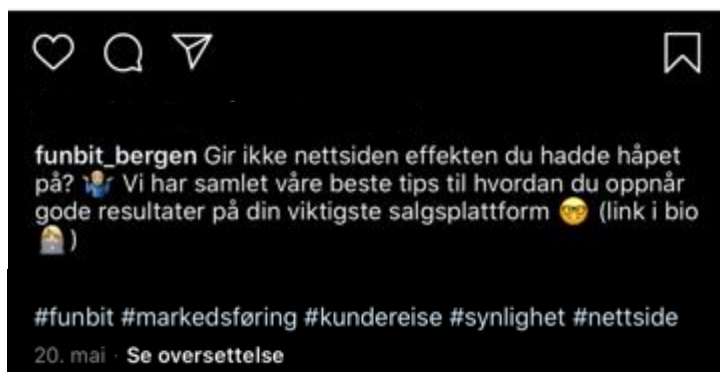 funbit_bergen Gir ikke nettsiden effekten du hadde håpet
på? 🤷🏼‍♂️ Vi har samlet våre beste tips til hvordan du oppnår
gode resultater på din viktigste salgsplattform 🤓 (link i bio
👩🏼‍💻)
#funbit #markedsføring #kundereise #synlighet #nettside
20. mai · Se oversettelse